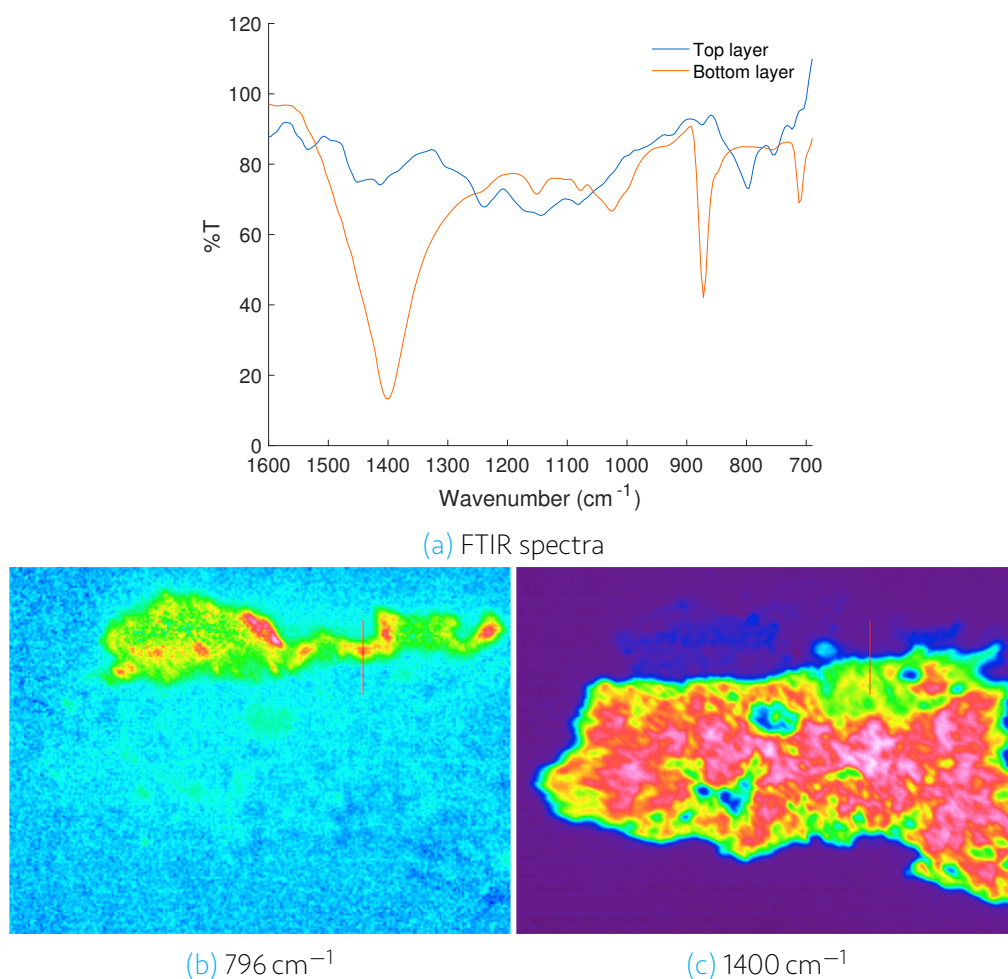 120
100
80
60
40
20
0
%T
Top layer
Bottom layer
1600 1500 1400 1300 1200 1100 1000 900 800 700
Wavenumber (cm⁻¹)
(a) FTIR spectra
(b) 796 cm⁻¹
(c) 1400 cm⁻¹